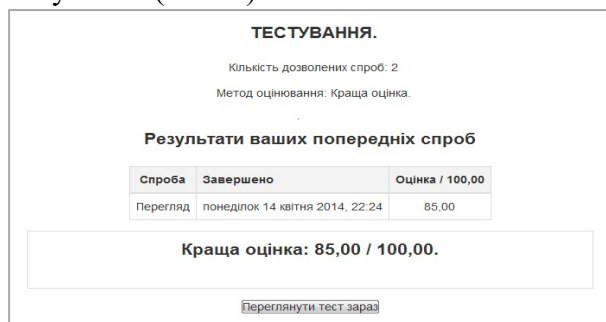 ТЕСТУВАННЯ.
Кількість дозволених спроб: 2
Метод оцінювання: Краща оцінка.
Результати ваших попередніх спроб
Спроба Завершено Оцінка / 100,00
Перегляд понеділок 14 квітня 2014, 22:24 85,00
Краща оцінка: 85,00 / 100,00.
Переглянути тест зараз